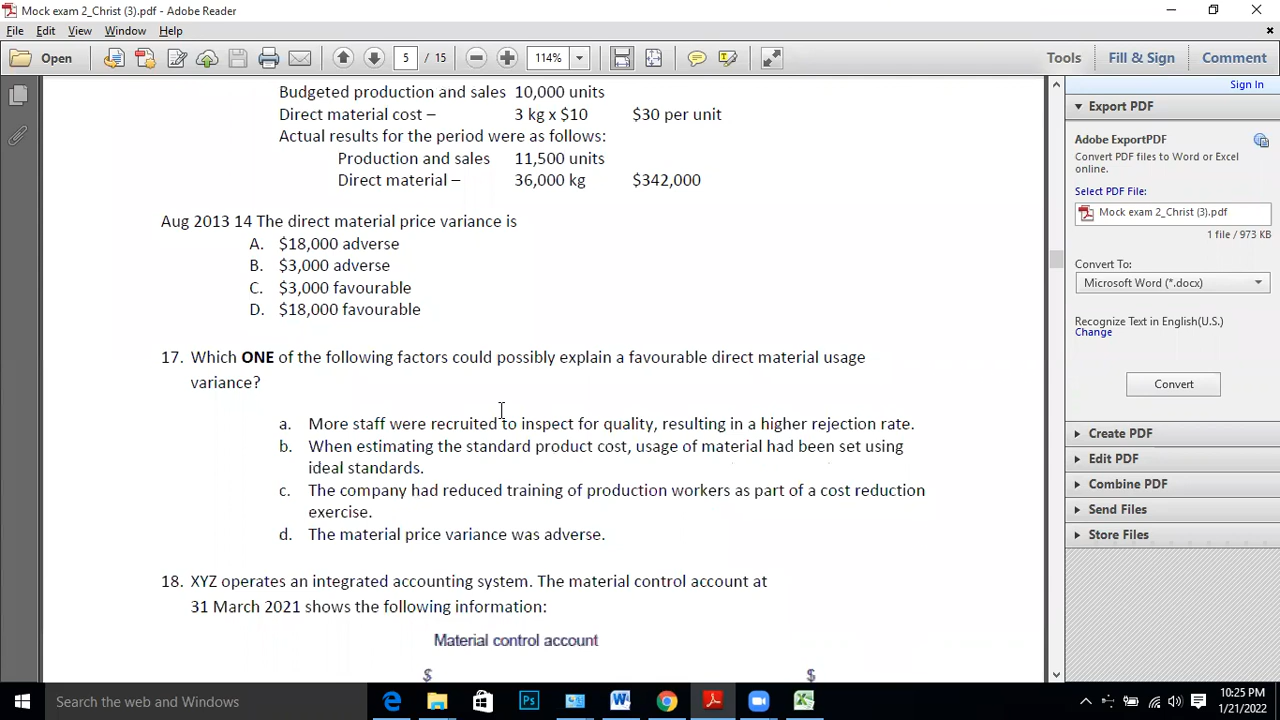 Mock exam 2_Christ (3).pdf - Adobe Reader
File Edit View Window Help
Open 5 / 15 114% Tools Fill & Sign Comment
Budgeted production and sales 10,000 units
Direct material cost – 3 kg x $10 $30 per unit
Actual results for the period were as follows:
Production and sales 11,500 units
Direct material – 36,000 kg $342,000
Aug 2013 14 The direct material price variance is
A. $18,000 adverse
B. $3,000 adverse
C. $3,000 favourable
D. $18,000 favourable
17. Which ONE of the following factors could possibly explain a favourable direct material usage
variance?
a. More staff were recruited to inspect for quality, resulting in a higher rejection rate.
b. When estimating the standard product cost, usage of material had been set using
ideal standards.
c. The company had reduced training of production workers as part of a cost reduction
exercise.
d. The material price variance was adverse.
18. XYZ operates an integrated accounting system. The material control account at
31 March 2021 shows the following information:
Material control account
$ $
Sign In
Export PDF
Adobe ExportPDF
Convert PDF files to Word or Excel
online.
Select PDF File:
Mock exam 2_Christ (3).pdf
1 file / 973 KB
Convert To:
Microsoft Word (*.docx)
Recognize Text in English(U.S.)
Change
Convert
Create PDF
Edit PDF
Combine PDF
Send Files
Store Files
Search the web and Windows
10:25 PM
1/21/2022